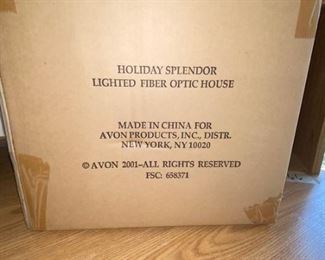 HOLIDAY SPLENDOR
LIGHTED FIBER OPTIC HOUSE
MADE IN CHINA FOR
AVON PRODUCTS, INC., DISTR.
NEW YORK, NY 10020
© AVON 2001–ALL RIGHTS RESERVED
FSC: 658371